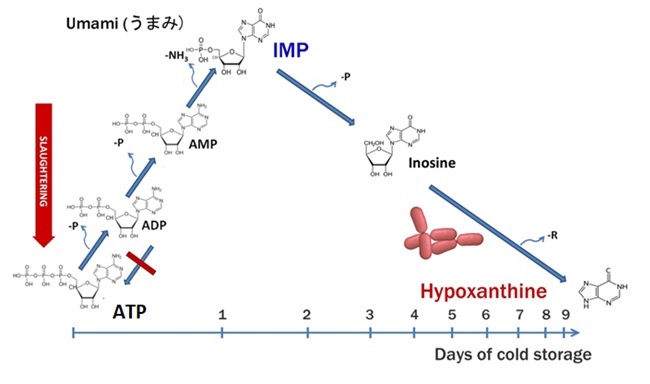 Umami (うまみ)
IMP
-NH₃
-P
-P
AMP
Inosine
SLAUGHTERING
ADP
-P
-R
ATP
Hypoxanthine
1 2 3 4 5 6 7 8 9
Days of cold storage